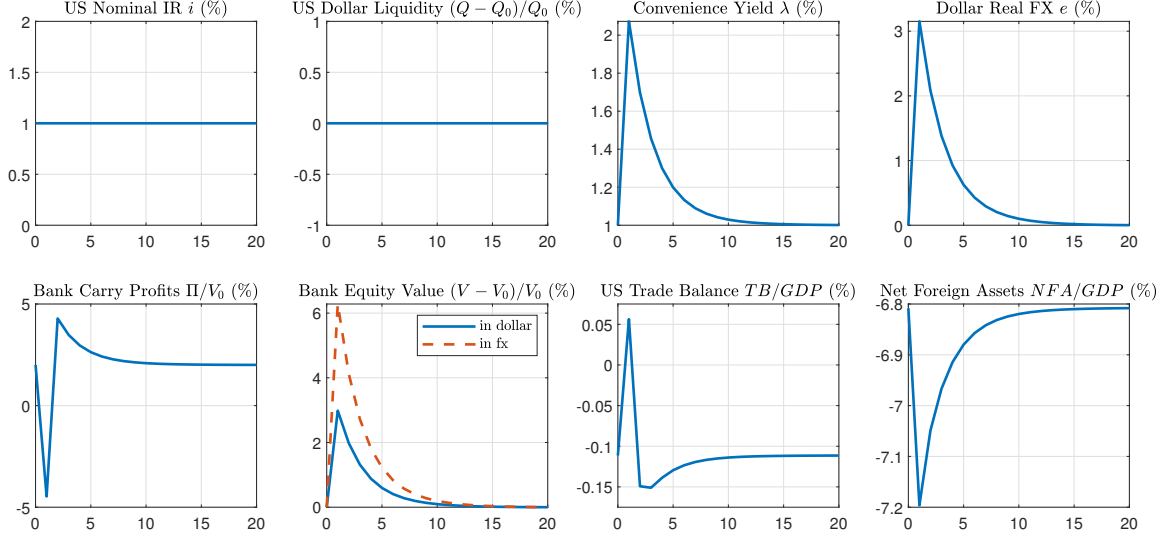 US Nominal IR i (%)
2
1.5
1
0.5
0
0 5 10 15 20
US Dollar Liquidity (Q − Q₀)/Q₀ (%)
1
0.5
0
-0.5
-1
0 5 10 15 20
Convenience Yield λ (%)
2
1.8
1.6
1.4
1.2
1
0 5 10 15 20
Dollar Real FX e (%)
3
2
1
0
0 5 10 15 20
Bank Carry Profits Π/V₀ (%)
5
0
-5
0 5 10 15 20
Bank Equity Value (V − V₀)/V₀ (%)
in dollar
in fx
6
4
2
0
0 5 10 15 20
US Trade Balance TB/GDP (%)
0.05
0
-0.05
-0.1
-0.15
0 5 10 15 20
Net Foreign Assets NFA/GDP (%)
-6.8
-6.9
-7
-7.1
-7.2
0 5 10 15 20